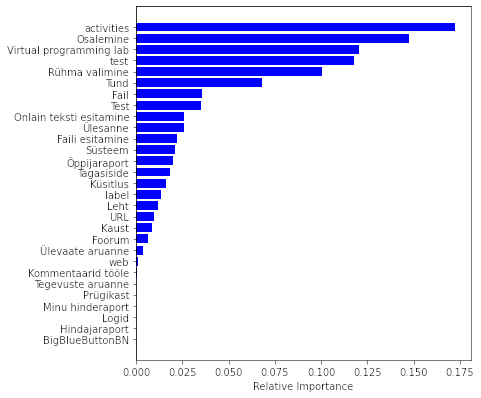 activities
Osalemine
Virtual programming lab
test
Rühma valimine
Tund
Fail
Test
Onlain teksti esitamine
Ülesanne
Faili esitamine
Süsteem
Õppijaraport
Tagasiside
Küsitlus
label
Leht
URL
Kaust
Foorum
Ülevaate aruanne
web
Kommentaarid tööle
Tegevuste aruanne
Prügikast
Minu hinderaport
Logid
Hindajaraport
BigBlueButtonBN
0.000 0.025 0.050 0.075 0.100 0.125 0.150 0.175
Relative Importance